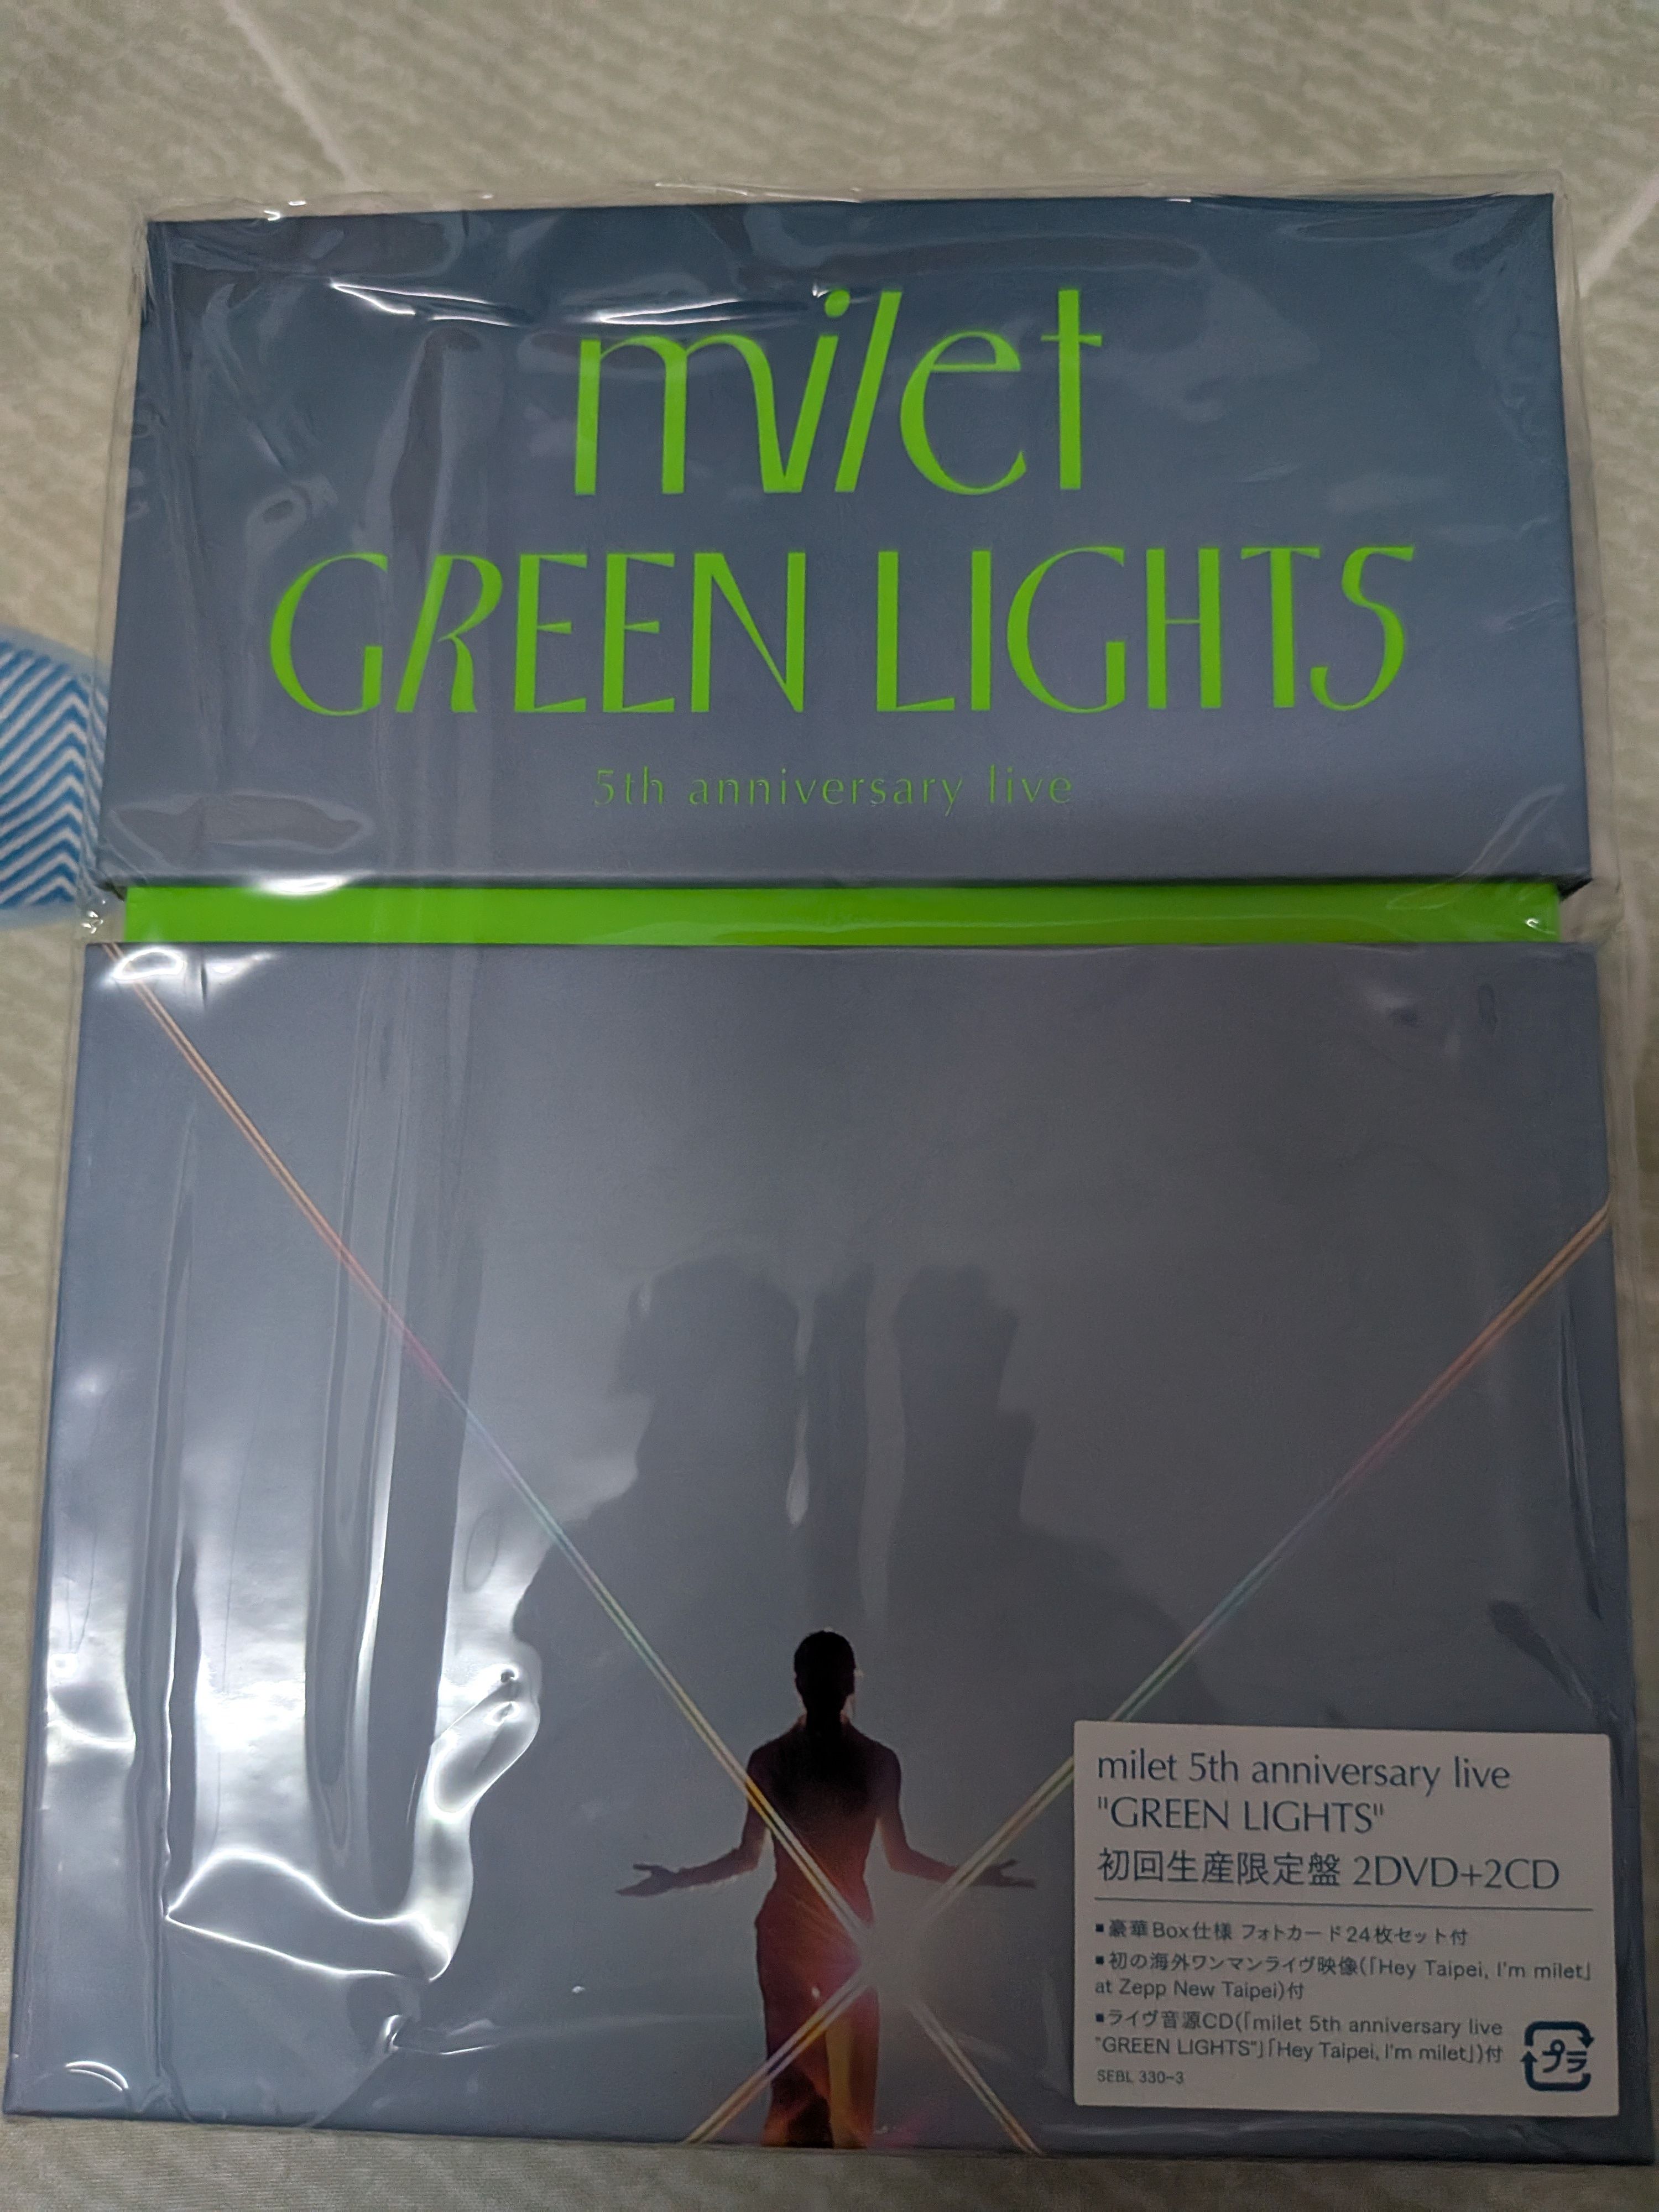 milet
GREEN LIGHTS
5th anniversary live
milet 5th anniversary live
"GREEN LIGHTS"
初回生産限定盤 2DVD+2CD
■豪華Box仕様 フォトカード24枚セット付
■初の海外ワンマンライヴ映像(「Hey Taipei, I'm milet」
at Zepp New Taipei)付
■ライヴ音源CD(「milet 5th anniversary live
"GREEN LIGHTS"」「Hey Taipei, I'm milet」)付
SEBL 330-3
プラ